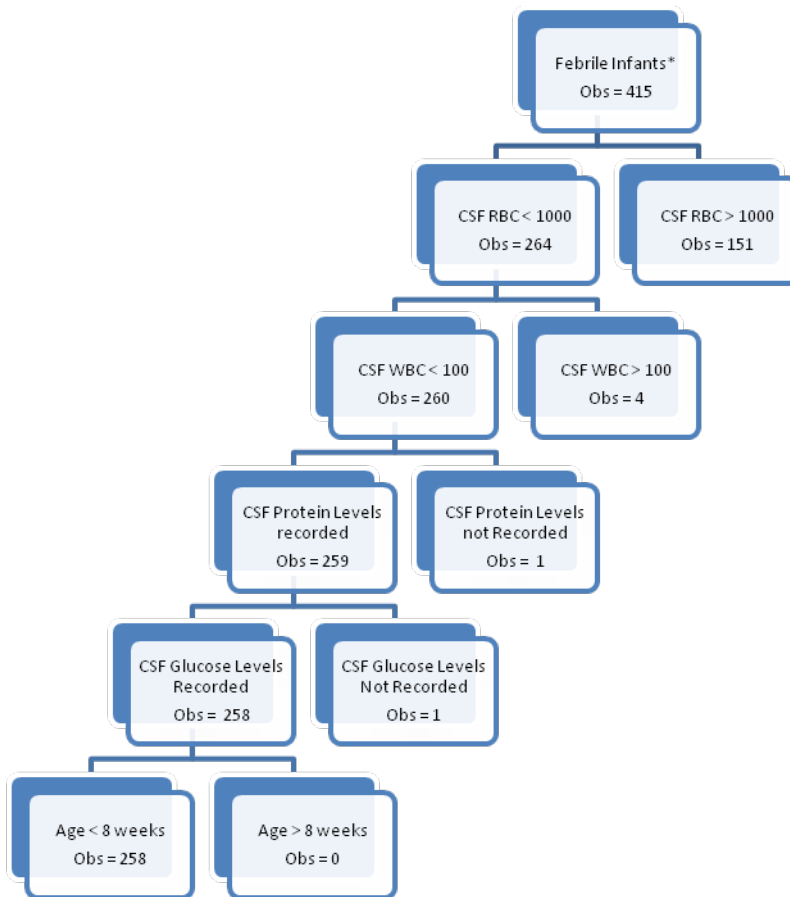 Febrile Infants*
Obs = 415
CSF RBC < 1000
Obs = 264
CSF RBC > 1000
Obs = 151
CSF WBC < 100
Obs = 260
CSF WBC > 100
Obs = 4
CSF Protein Levels
recorded
Obs = 259
CSF Protein Levels
not Recorded
Obs = 1
CSF Glucose Levels
Recorded
Obs = 258
CSF Glucose Levels
Not Recorded
Obs = 1
Age < 8 weeks
Obs = 258
Age > 8 weeks
Obs = 0